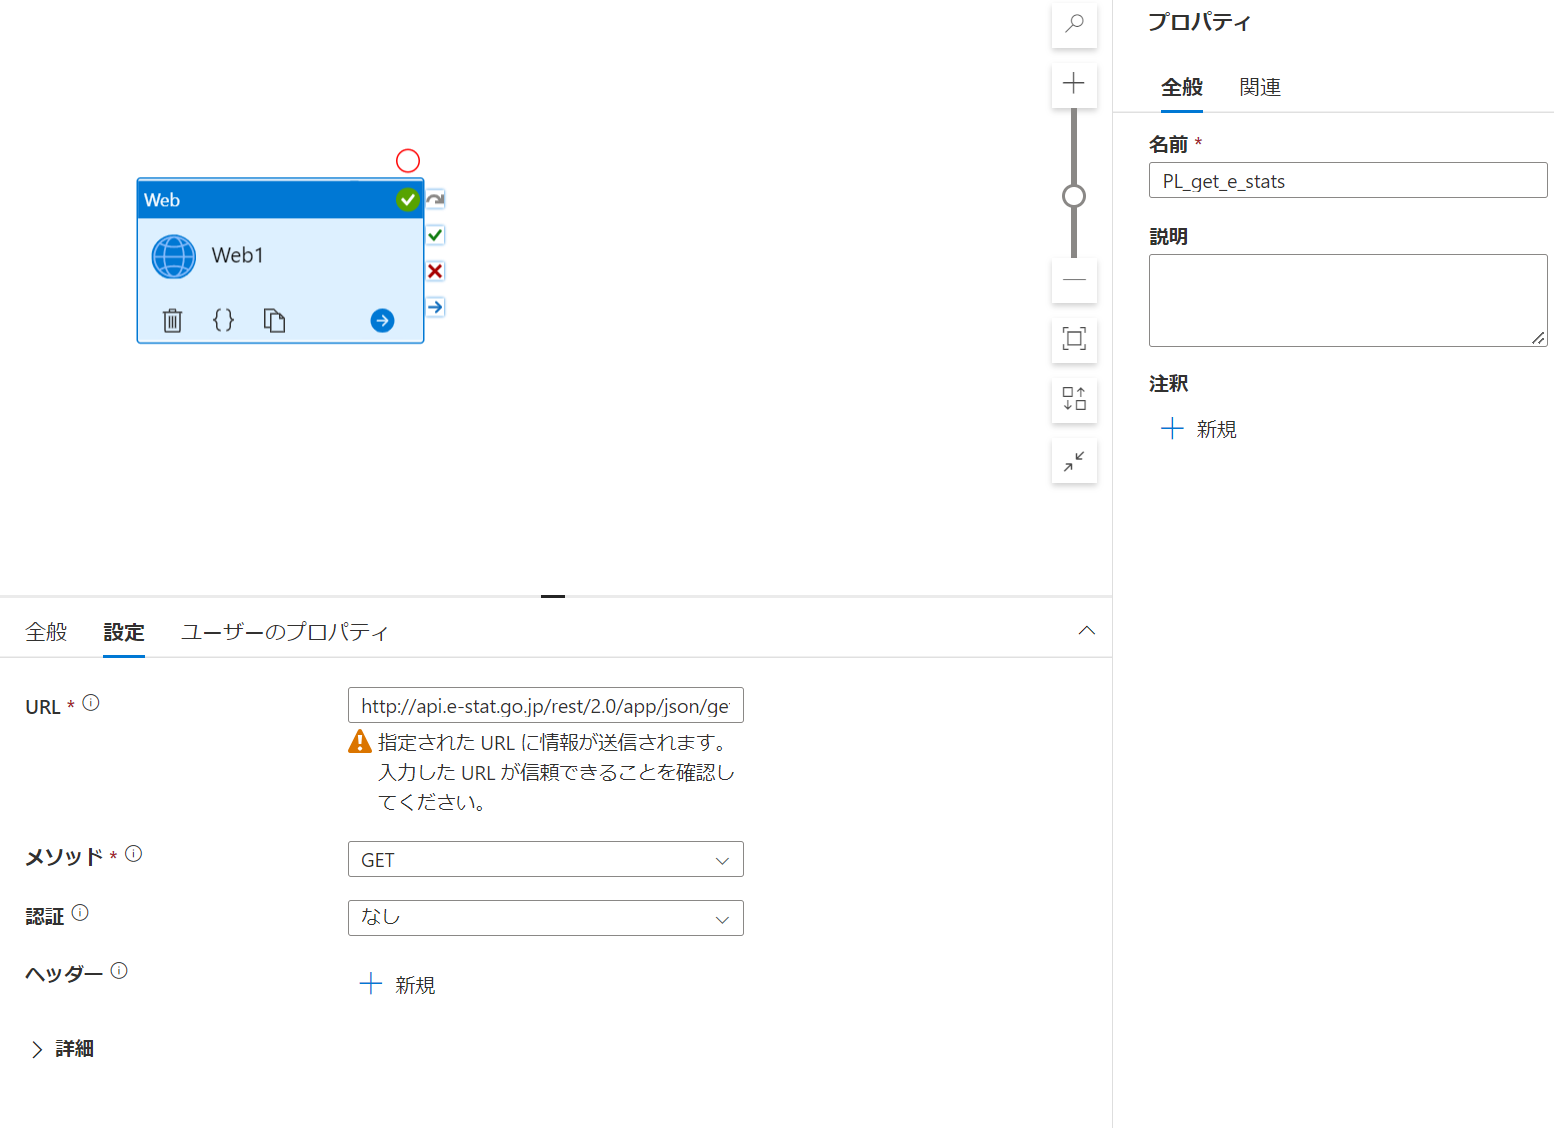 Web
Web1
プロパティ
全般
関連
名前 *
PL_get_e_stats
説明
注釈
新規
全般
設定
ユーザーのプロパティ
URL *
http://api.e-stat.go.jp/rest/2.0/app/json/ge
指定された URL に情報が送信されます。
入力した URL が信頼できることを確認し
てください。
メソッド *
GET
認証
なし
ヘッダー
新規
詳細